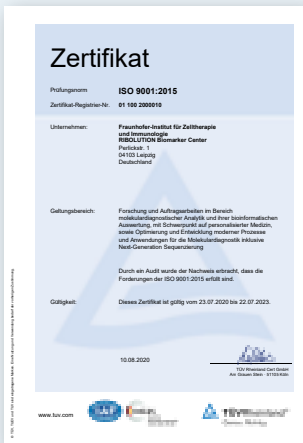 Zertifikat
Prüfungsnorm ISO 9001:2015
Zertifikat-Registrier-Nr. 01 100 2000010
Unternehmen: Fraunhofer-Institut für Zelltherapie
und Immunologie
RIBOLUTION Biomarker Center
Perlickstr. 1
04103 Leipzig
Deutschland
Geltungsbereich: Forschung und Auftragsarbeiten im Bereich
molekulardiagnostischer Analytik und ihrer bioinformatischen
Auswertung, mit Schwerpunkt auf personalisierter Medizin,
sowie Optimierung und Entwicklung moderner Prozesse
und Anwendungen für die Molekulardiagnostik inklusive
Next-Generation Sequenzierung
Durch ein Audit wurde der Nachweis erbracht, dass die
Forderungen der ISO 9001:2015 erfüllt sind.
Gültigkeit: Dieses Zertifikat ist gültig vom 23.07.2020 bis 22.07.2023.
10.08.2020
TÜV Rheinland Cert GmbH
Am Grauen Stein · 51105 Köln
www.tuv.com
TÜVRheinland